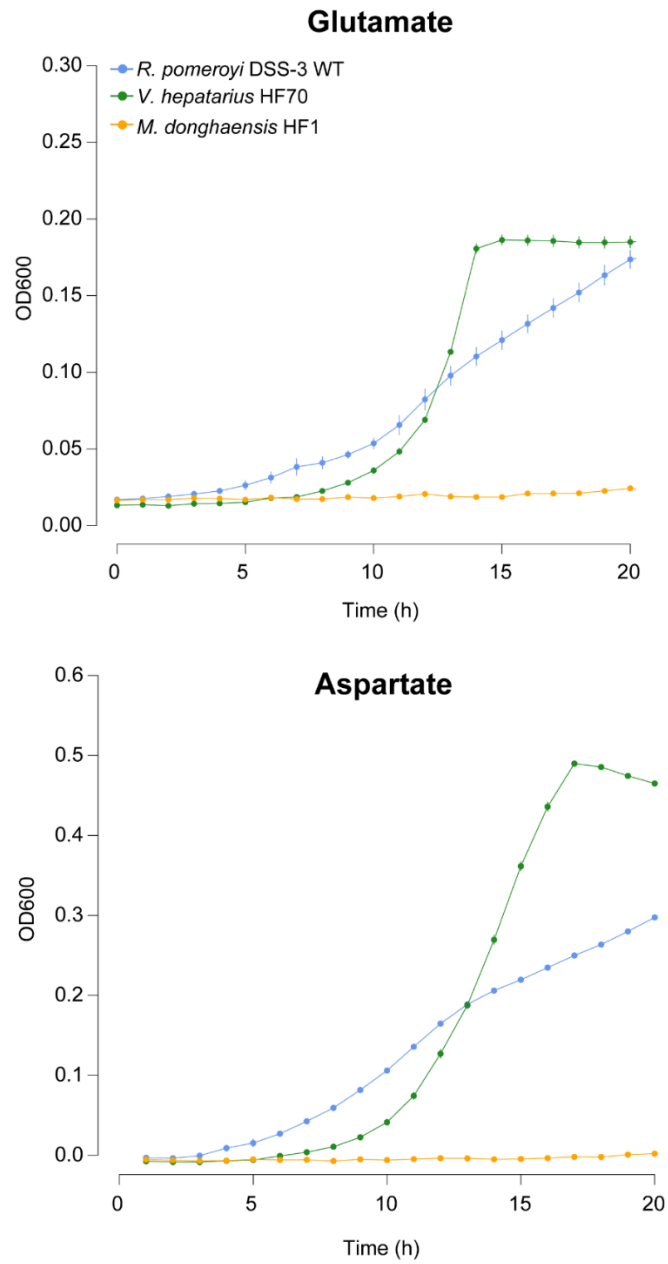 Glutamate
0.30
R. pomeroyi DSS-3 WT
V. hepatarius HF70
M. donghaensis HF1
0.25
0.20
0.15
0.10
0.05
0.00
OD600
0 5 10 15 20
Time (h)
Aspartate
0.6
0.5
0.4
0.3
0.2
0.1
0.0
OD600
0 5 10 15 20
Time (h)